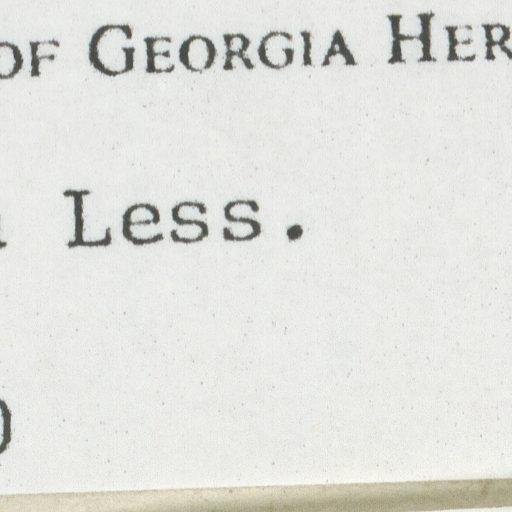 OF GEORGIA HER
Less.
)